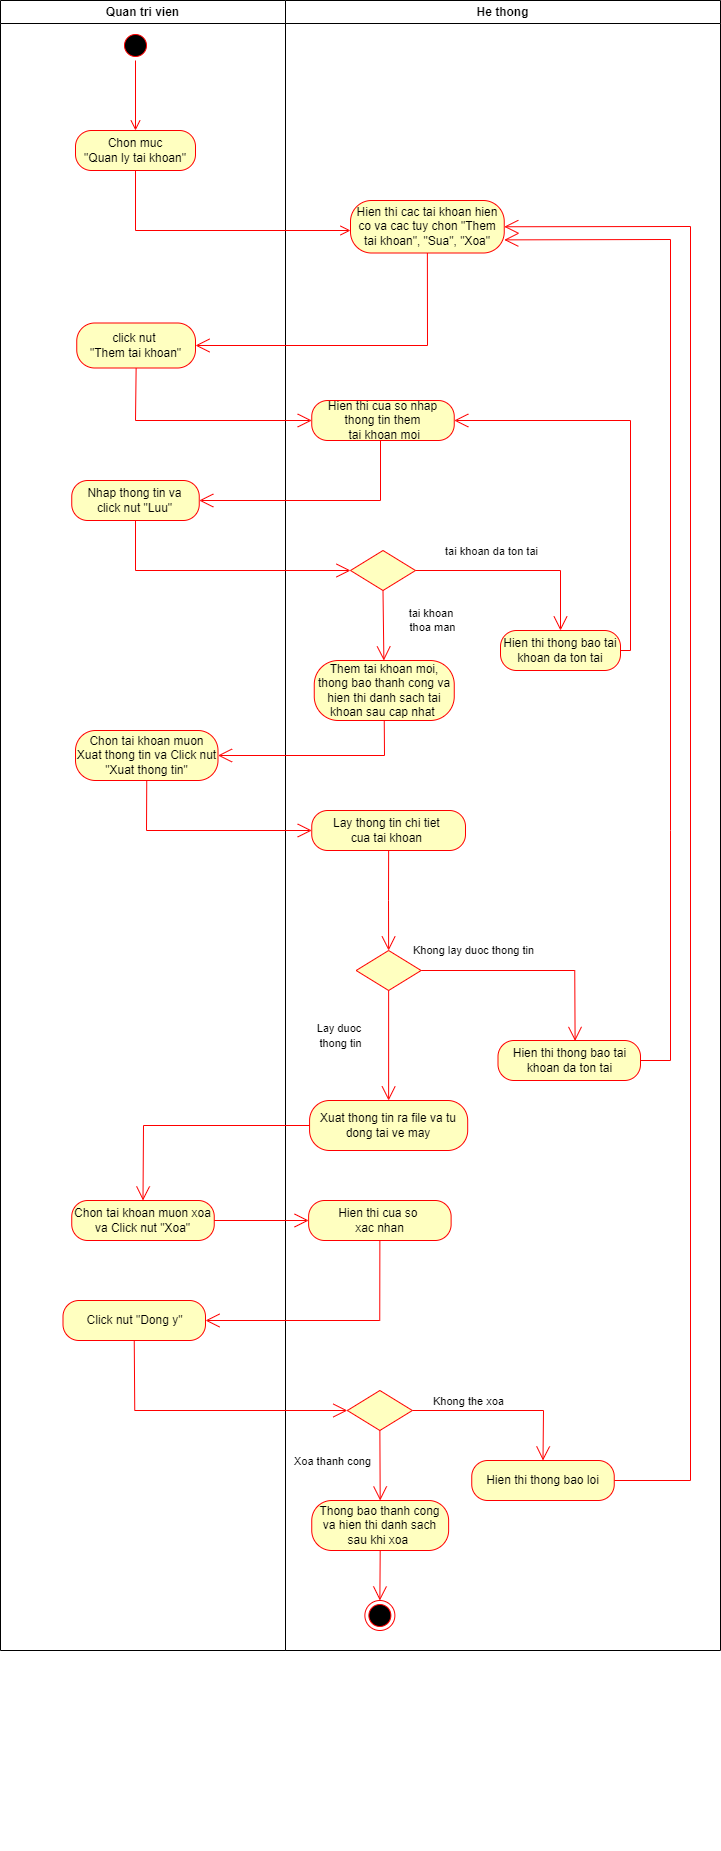 Quan tri vien
He thong
Chon muc
"Quan ly tai khoan"
Hien thi cac tai khoan hien
co va cac tuy chon "Them
tai khoan", "Sua", "Xoa"
click nut
"Them tai khoan"
Hien thi cua so nhap
thong tin them
tai khoan moi
Nhap thong tin va
click nut "Luu"
tai khoan da ton tai
tai khoan
thoa man
Hien thi thong bao tai
khoan da ton tai
Them tai khoan moi,
thong bao thanh cong va
hien thi danh sach tai
khoan sau cap nhat
Chon tai khoan muon
Xuat thong tin va Click nut
"Xuat thong tin"
Lay thong tin chi tiet
cua tai khoan
Khong lay duoc thong tin
Lay duoc
thong tin
Hien thi thong bao tai
khoan da ton tai
Xuat thong tin ra file va tu
dong tai ve may
Chon tai khoan muon xoa
va Click nut "Xoa"
Hien thi cua so
xac nhan
Click nut "Dong y"
Khong the xoa
Xoa thanh cong
Hien thi thong bao loi
Thong bao thanh cong
va hien thi danh sach
sau khi xoa